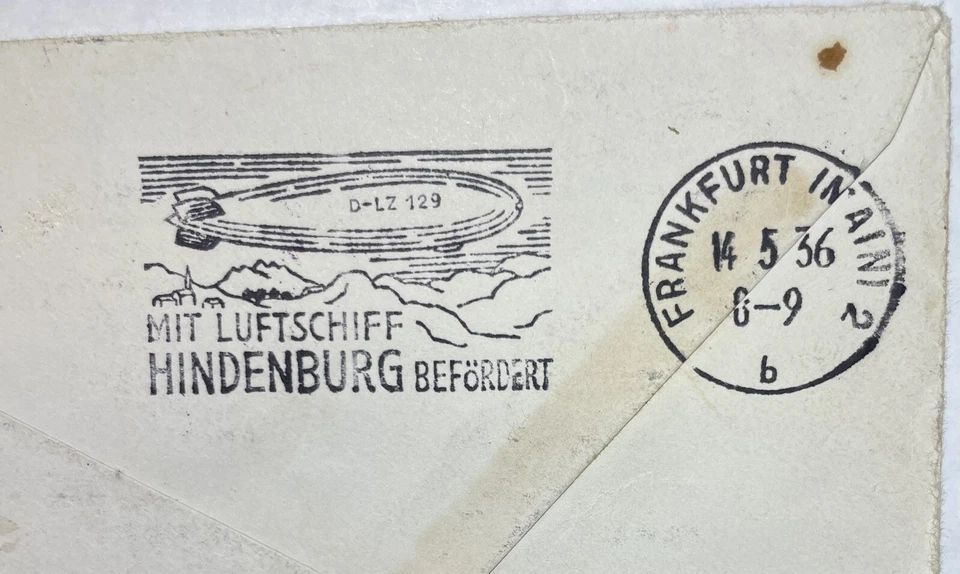 D-LZ 129
MIT LUFTSCHIFF
HINDENBURG BEFÖRDERT
FRANKFURT (MAIN) 2
14 5 36
8-9
b